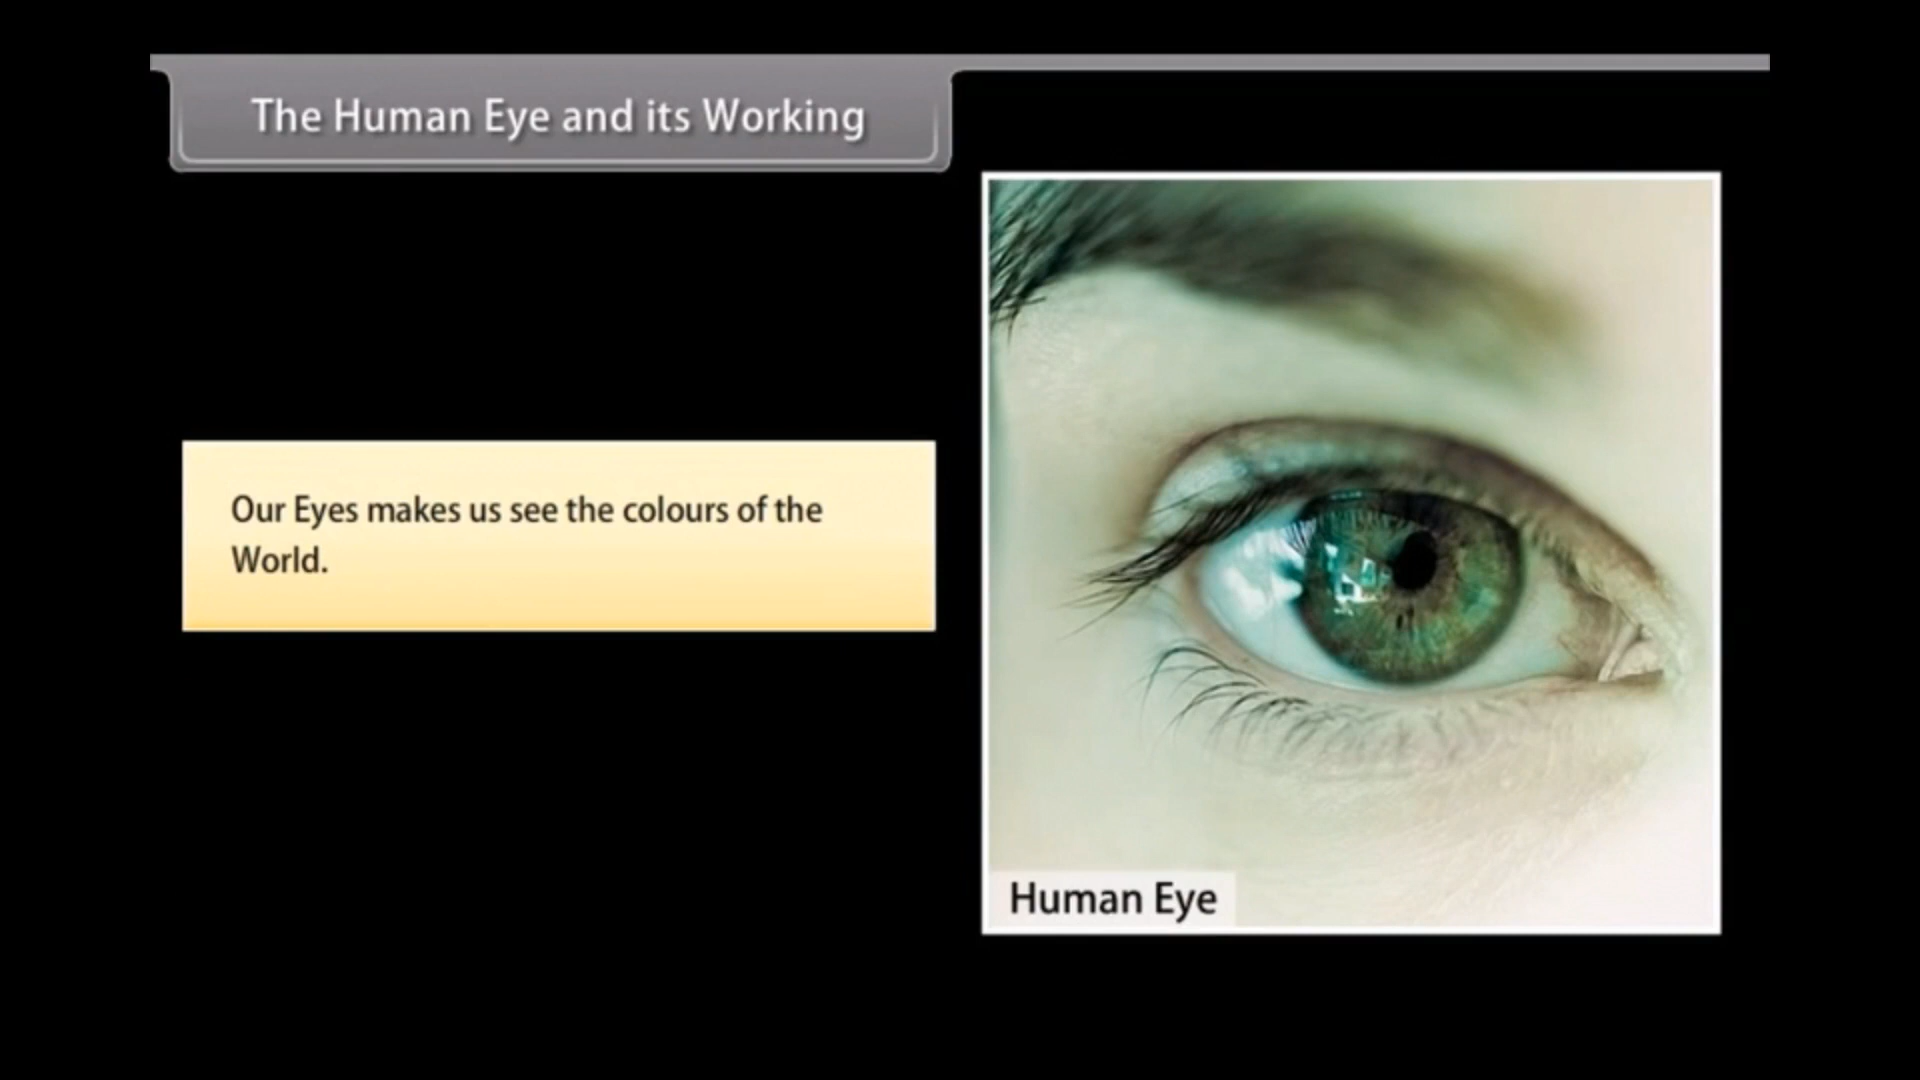 The Human Eye and its Working
Our Eyes makes us see the colours of the
World.
Human Eye